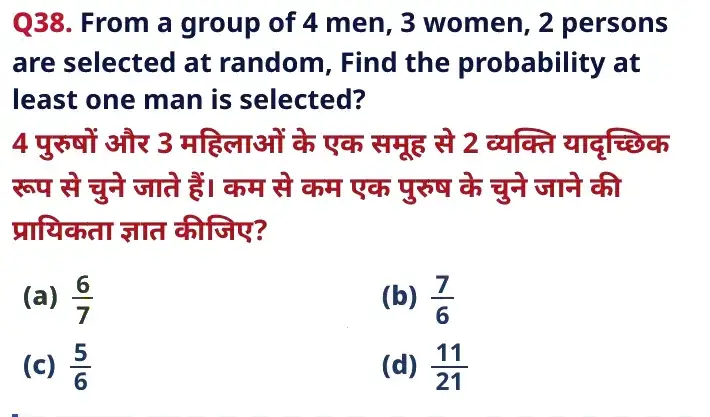 Q38. From a group of 4 men, 3 women, 2 persons
are selected at random, Find the probability at
least one man is selected?
4 पुरुषों और 3 महिलाओं के एक समूह से 2 व्यक्ति यादृच्छिक
रूप से चुने जाते हैं। कम से कम एक पुरुष के चुने जाने की
प्रायिकता ज्ञात कीजिए?
(a) 6/7 (b) 7/6
(c) 5/6 (d) 11/21